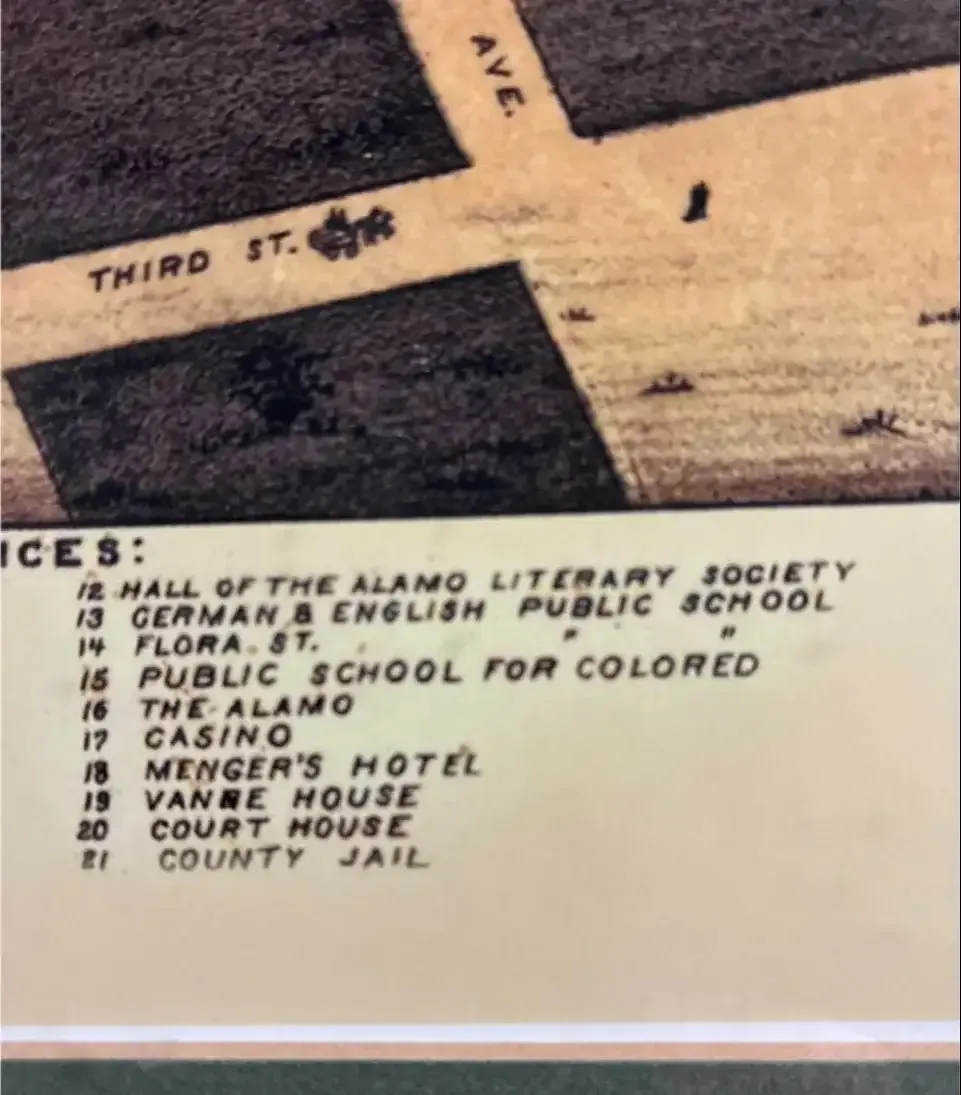 AVE.
THIRD ST.
ICES:
12 HALL OF THE ALAMO LITERARY SOCIETY
13 GERMAN & ENGLISH PUBLIC SCHOOL
14 FLORA. ST. " "
15 PUBLIC SCHOOL FOR COLORED
16 THE ALAMO
17 CASINO
18 MENGER'S HOTEL
19 VANNE HOUSE
20 COURT HOUSE
21 COUNTY JAIL